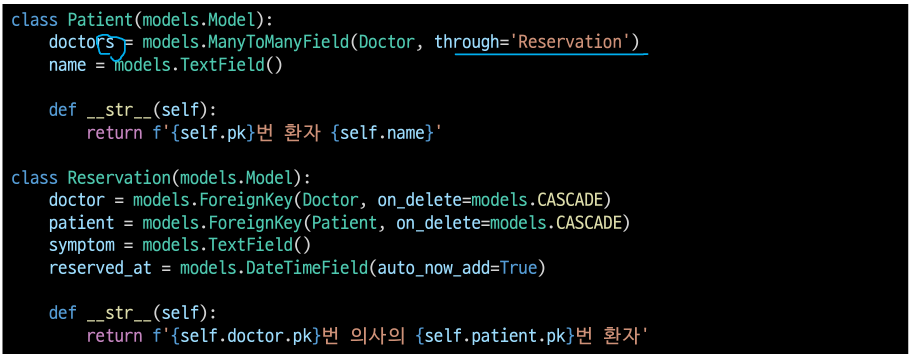 class Patient(models.Model):
    doctors = models.ManyToManyField(Doctor, through='Reservation')
    name = models.TextField()
    def __str__(self):
        return f'{self.pk}번 환자 {self.name}'
class Reservation(models.Model):
    doctor = models.ForeignKey(Doctor, on_delete=models.CASCADE)
    patient = models.ForeignKey(Patient, on_delete=models.CASCADE)
    symptom = models.TextField()
    reserved_at = models.DateTimeField(auto_now_add=True)
    def __str__(self):
        return f'{self.doctor.pk}번 의사의 {self.patient.pk}번 환자'